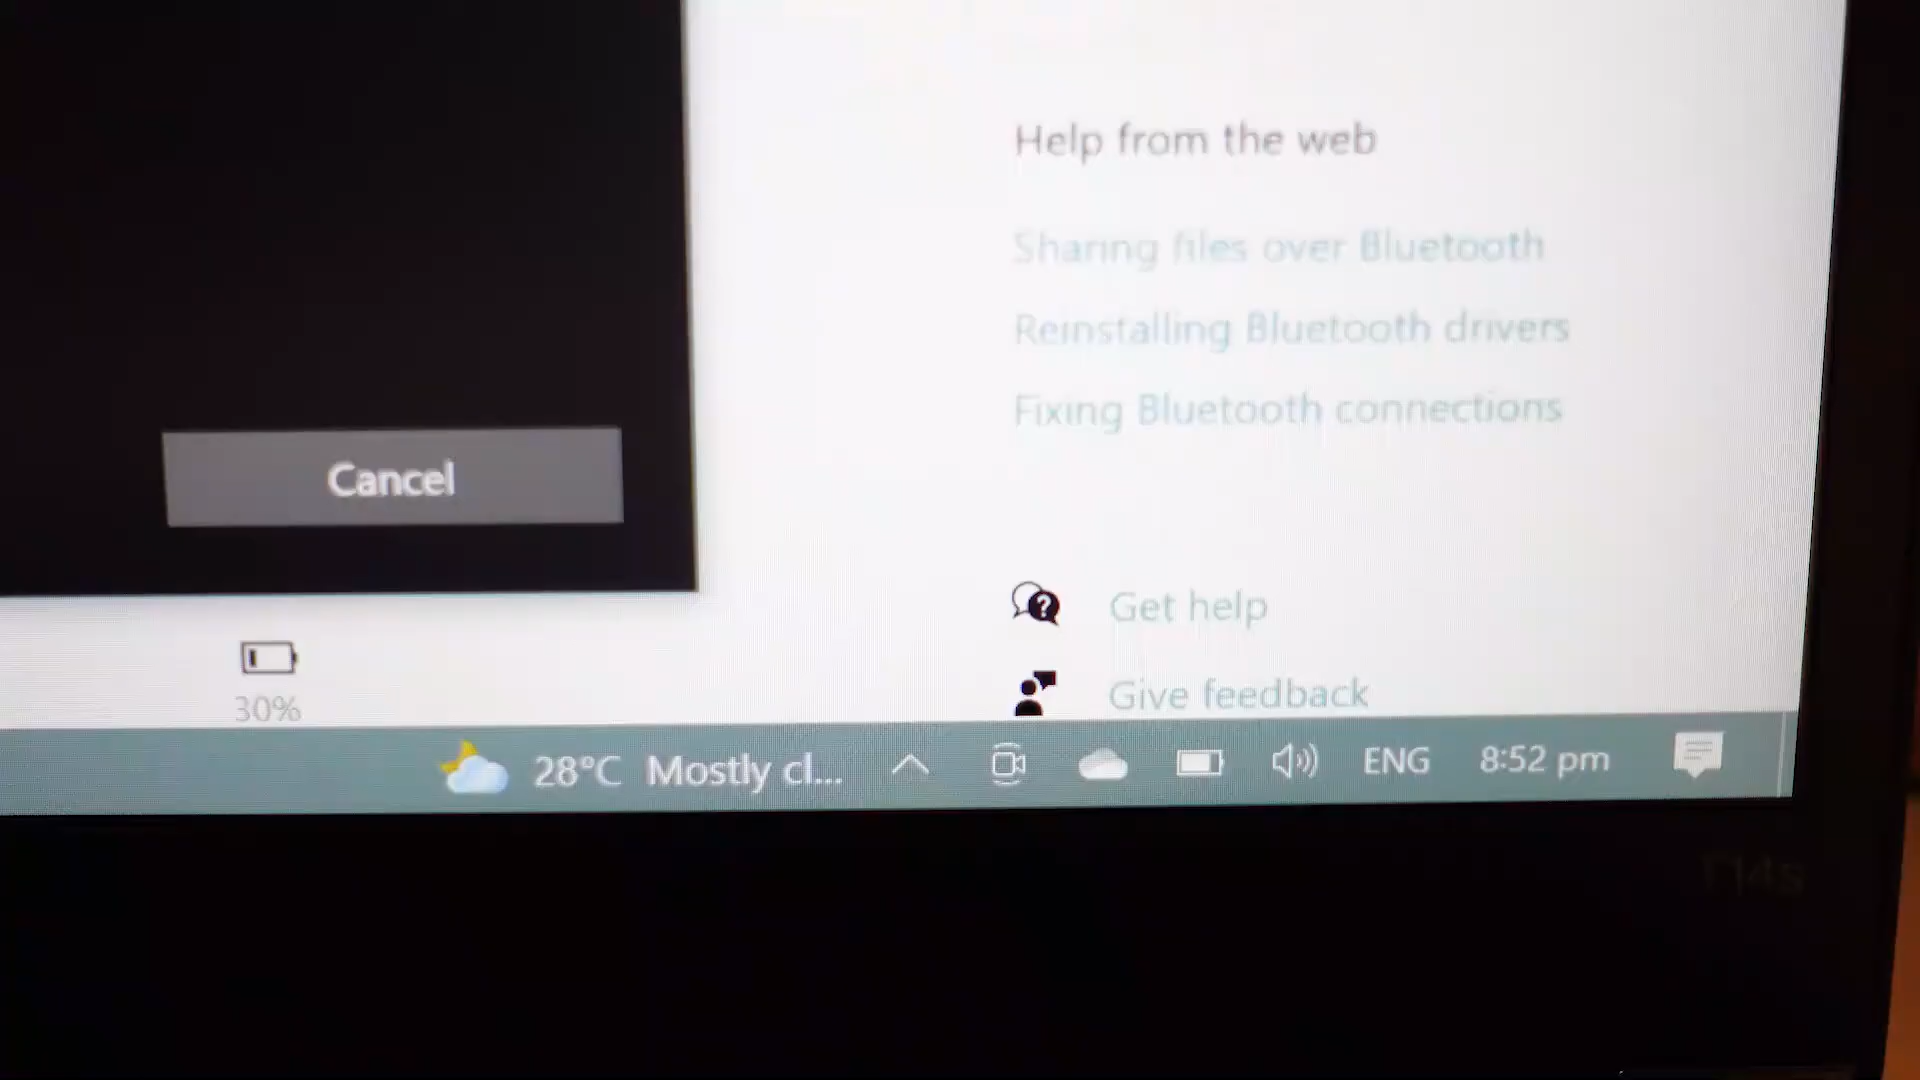 Help from the web
Sharing files over Bluetooth
Reinstalling Bluetooth drivers
Fixing Bluetooth connections
Cancel
Get help
30%
Give feedback
28°C Mostly cl... ENG 8:52 pm
T14s